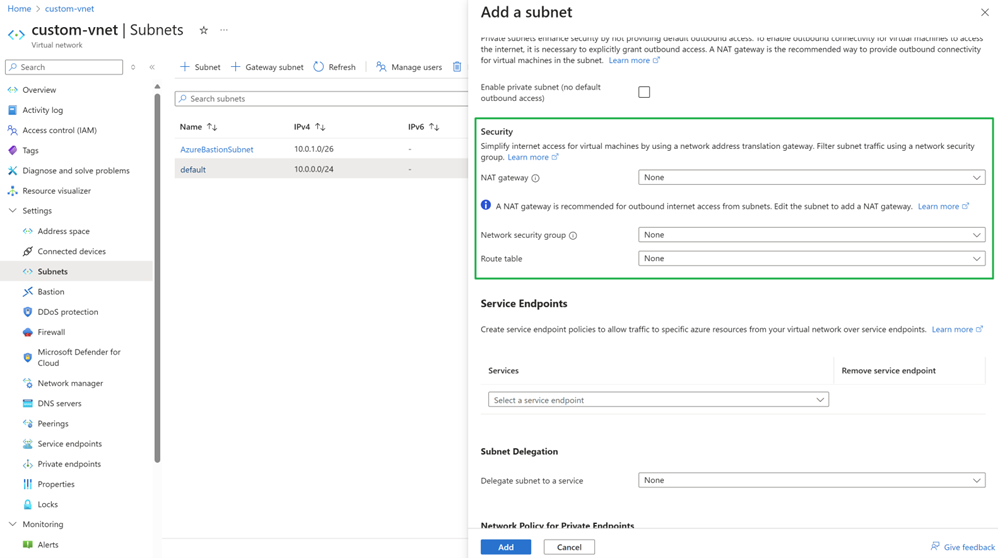 Home > custom-vnet
custom-vnet | Subnets
Virtual network
Search
Overview
Activity log
Access control (IAM)
Tags
Diagnose and solve problems
Resource visualizer
Settings
Address space
Connected devices
Subnets
Bastion
DDoS protection
Firewall
Microsoft Defender for
Cloud
Network manager
DNS servers
Peerings
Service endpoints
Private endpoints
Properties
Locks
Monitoring
Alerts
+ Subnet + Gateway subnet Refresh Manage users
Search subnets
Name IPv4 IPv6
AzureBastionSubnet 10.0.1.0/26 -
default 10.0.0.0/24 -
Add a subnet
Private subnets enhance security by not providing default outbound access. To enable outbound connectivity for virtual machines to access
the internet, it is necessary to explicitly grant outbound access. A NAT gateway is the recommended way to provide outbound connectivity
for virtual machines in the subnet. Learn more
Enable private subnet (no default
outbound access)
Security
Simplify internet access for virtual machines by using a network address translation gateway. Filter subnet traffic using a network security
group. Learn more
NAT gateway None
A NAT gateway is recommended for outbound internet access from subnets. Edit the subnet to add a NAT gateway. Learn more
Network security group None
Route table None
Service Endpoints
Create service endpoint policies to allow traffic to specific azure resources from your virtual network over service endpoints. Learn more
Services Remove service endpoint
Select a service endpoint
Subnet Delegation
Delegate subnet to a service None
Network Policy for Private Endpoints
Add Cancel
Give feedback